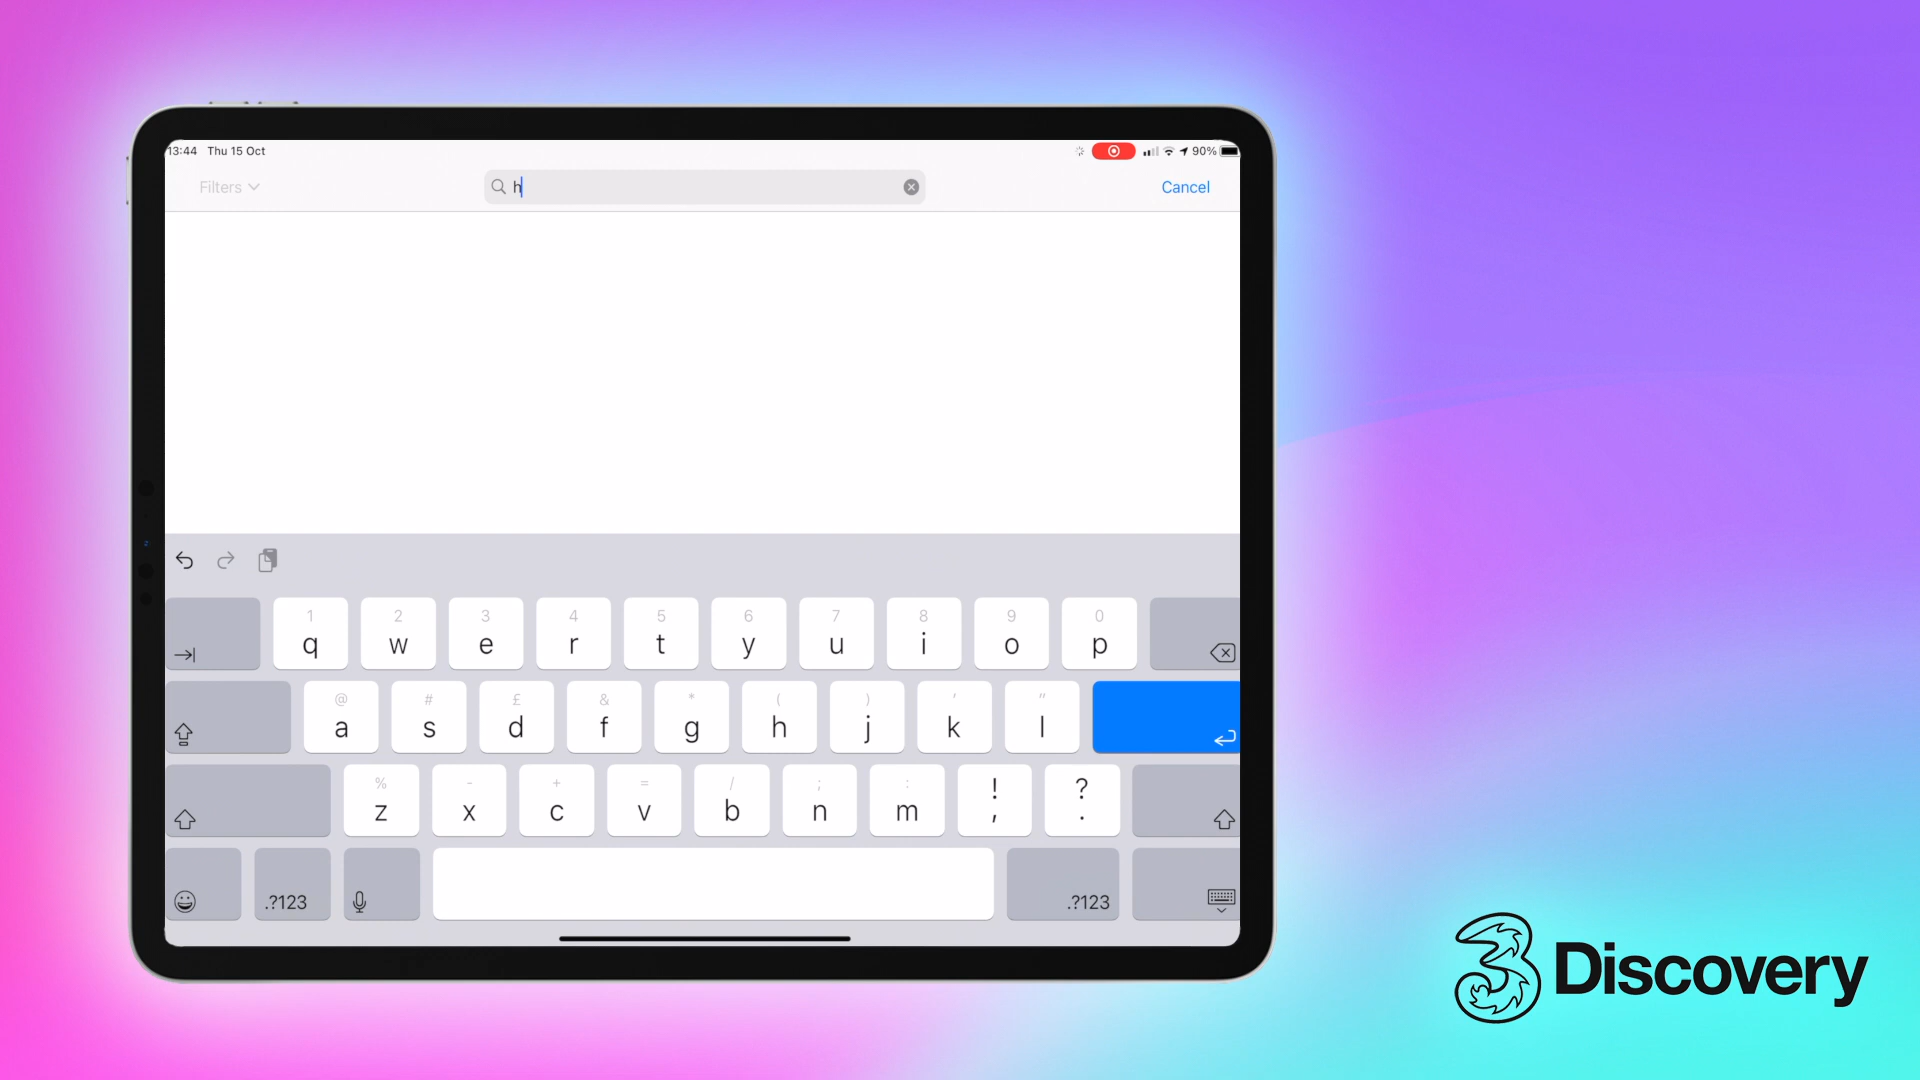 13:44 Thu 15 Oct
90%
Filters
h
Cancel
1 2 3 4 5 6 7 8 9 0
q w e r t y u i o p
@ # £ & * ( ) ' "
a s d f g h j k l
% - + = / ; : ! ?
z x c v b n m , .
.?123 .?123
3 Discovery